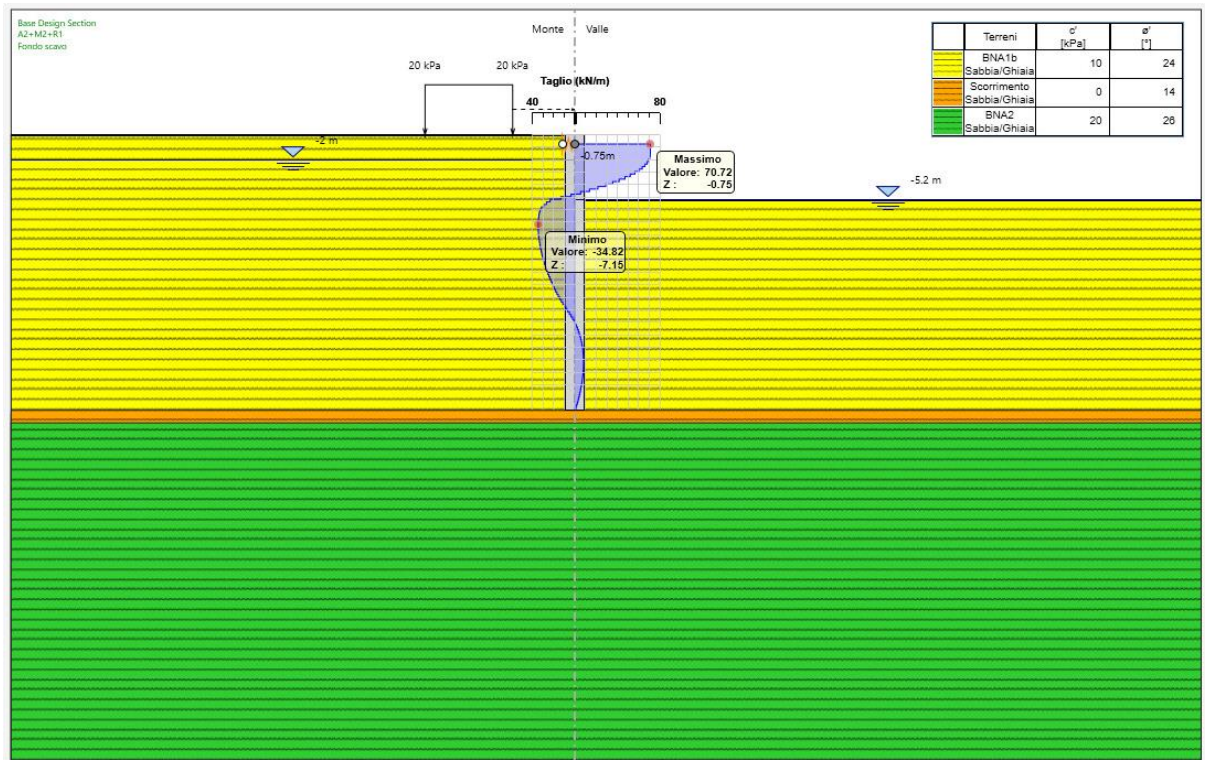 Base Design Section
A2+M2+R1
Fondo scavo
Monte
Valle
20 kPa
20 kPa
Taglio (kN/m)
40
80
-2 m
-0.75m
Massimo
Valore: 70.72
Z : -0.75
-5.2 m
Minimo
Valore: -34.82
Z : -7.15
Terreni c' [kPa] ø' [°]
BNA1b Sabbia/Ghiaia 10 24
Scorrimento Sabbia/Ghiaia 0 14
BNA2 Sabbia/Ghiaia 20 26